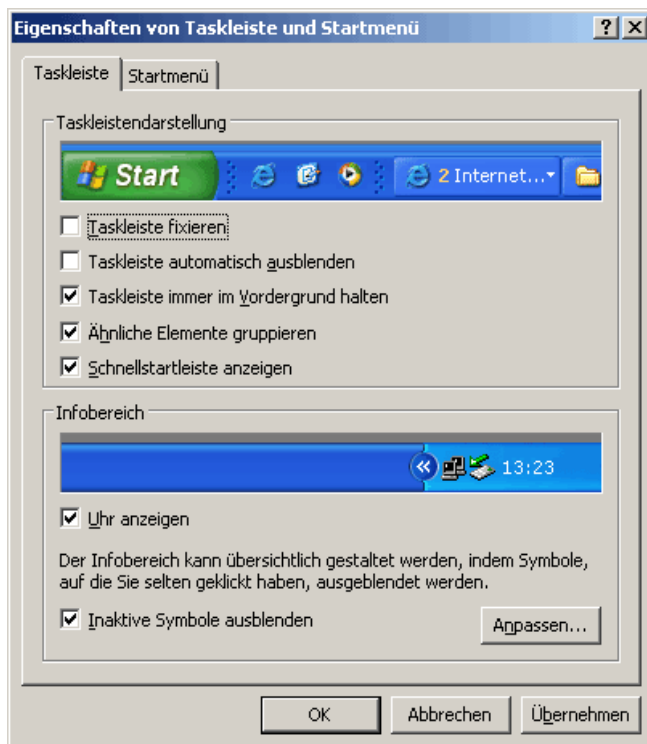 Eigenschaften von Taskleiste und Startmenü
Taskleiste
Startmenü
Taskleistendarstellung
Start
2 Internet...
Taskleiste fixieren
Taskleiste automatisch ausblenden
Taskleiste immer im Vordergrund halten
Ähnliche Elemente gruppieren
Schnellstartleiste anzeigen
Infobereich
13:23
Uhr anzeigen
Der Infobereich kann übersichtlich gestaltet werden, indem Symbole,
auf die Sie selten geklickt haben, ausgeblendet werden.
Inaktive Symbole ausblenden
Anpassen...
OK
Abbrechen
Übernehmen